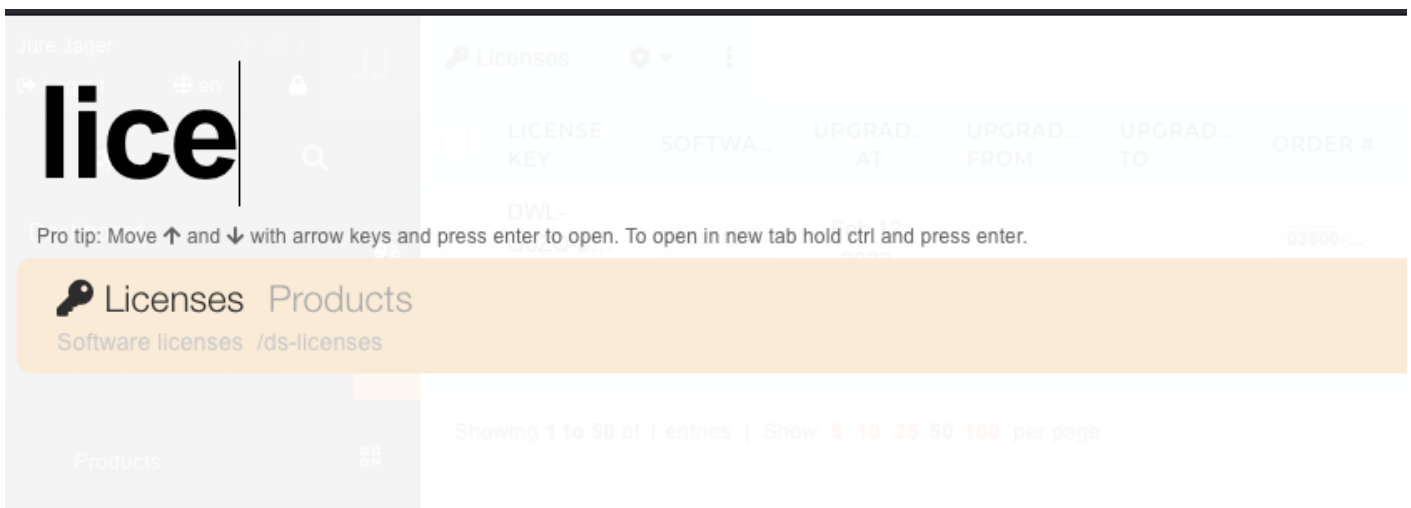 Jure Jager
JJ
Licenses
en
lice
LICENSE KEY
SOFTWA...
UPGRAD... AT
UPGRAD... FROM
UPGRAD... TO
ORDER #
DWL-
Pro tip: Move ↑ and ↓ with arrow keys and press enter to open. To open in new tab hold ctrl and press enter.
03500-...
Licenses Products
Software licenses /ds-licenses
Showing 1 to 50 of 1 entries | Show 5 10 25 50 100 per page
Products